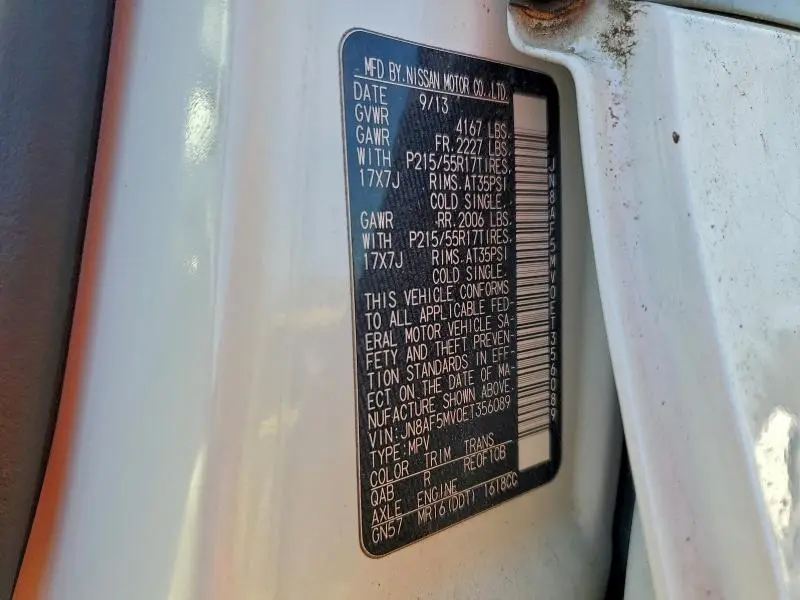 MFD BY.NISSAN MOTOR CO.,LTD.
DATE 9/13
GVWR 4167 LBS.
GAWR FR.2227 LBS.
WITH P215/55R17TIRES,
17X7J RIMS.AT35PSI
COLD SINGLE.
GAWR RR.2006 LBS.
WITH P215/55R17TIRES,
17X7J RIMS.AT35PSI
COLD SINGLE.
THIS VEHICLE CONFORMS
TO ALL APPLICABLE FED-
ERAL MOTOR VEHICLE SA-
FETY AND THEFT PREVEN-
TION STANDARDS IN EFF-
ECT ON THE DATE OF MA-
NUFACTURE SHOWN ABOVE.
VIN:JN8AF5MV0ET356089
TYPE:MPV
COLOR TRIM TRANS
QAB R RE0F10B
AXLE ENGINE
GN57 MR16(DDT) 1618CC
JN8AF5MV0ET356089